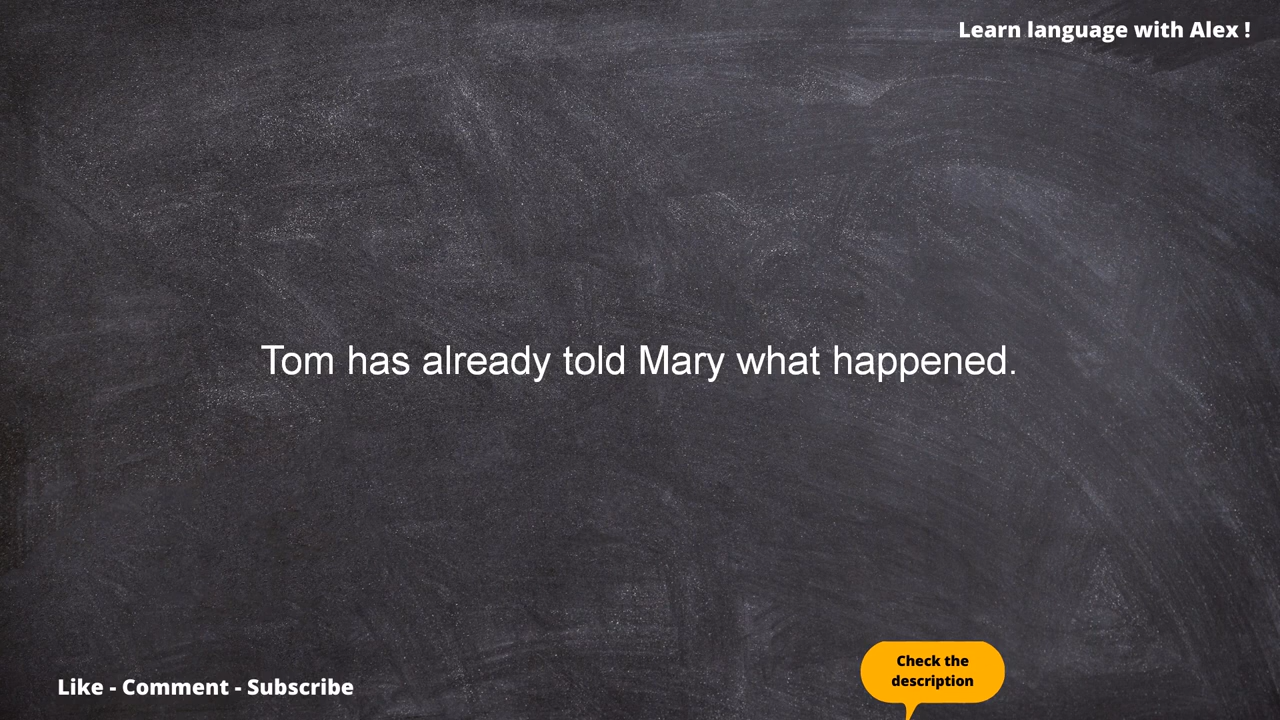 Learn language with Alex !
Tom has already told Mary what happened.
Check the
description
Like - Comment - Subscribe